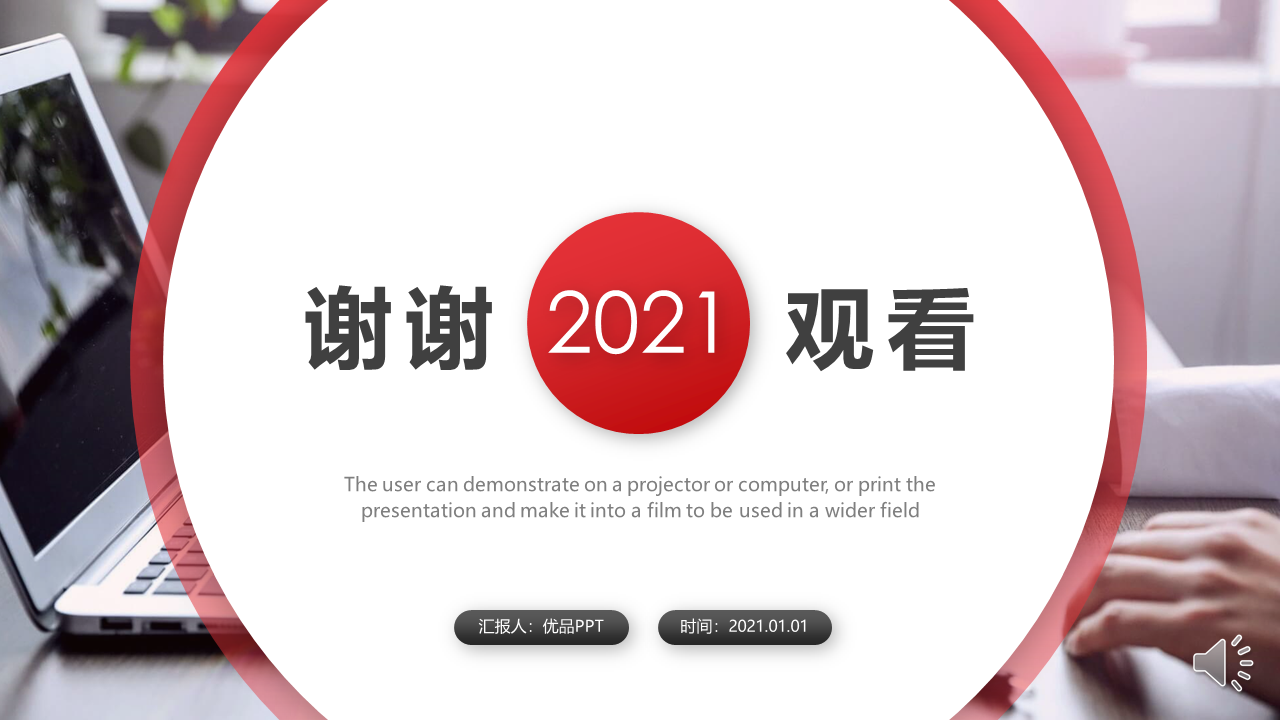 谢谢 2021 观看
The user can demonstrate on a projector or computer, or print the
presentation and make it into a film to be used in a wider field
汇报人：优品PPT
时间：2021.01.01